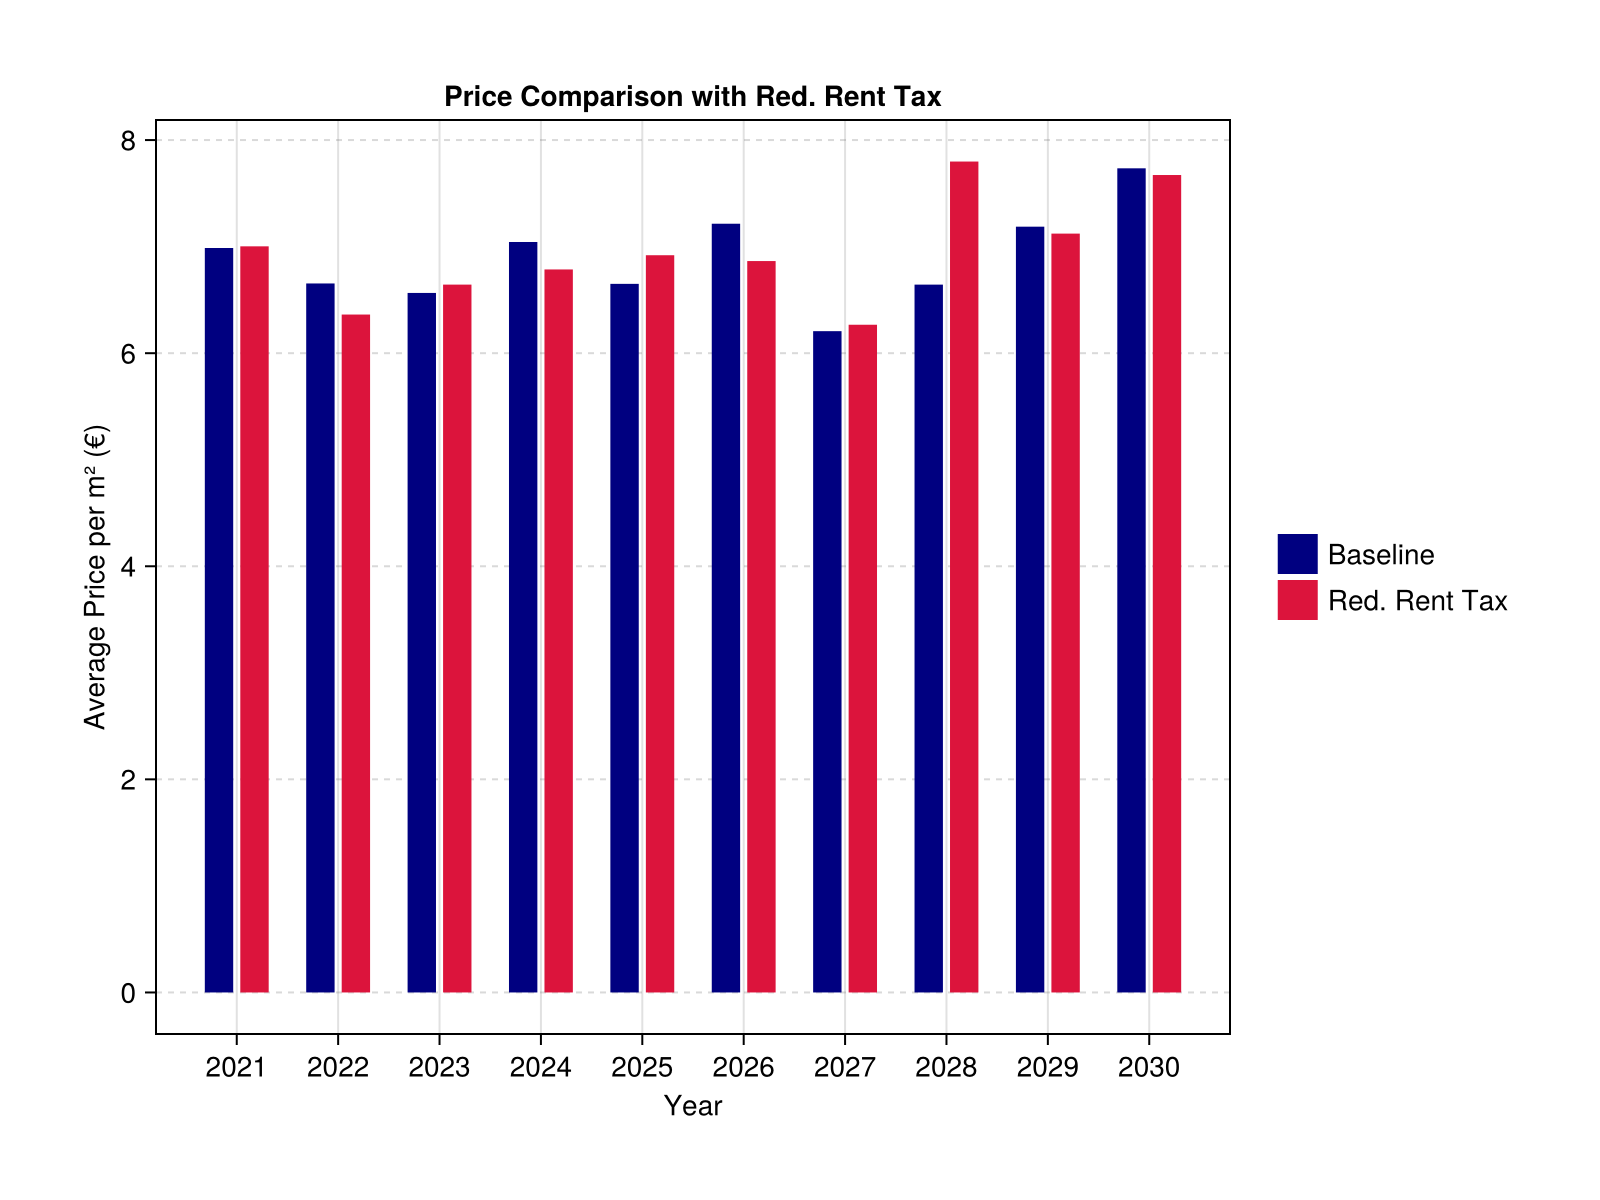 Price Comparison with Red. Rent Tax
8
6
4
2
0
Average Price per m² (€)
2021 2022 2023 2024 2025 2026 2027 2028 2029 2030
Year
Baseline
Red. Rent Tax